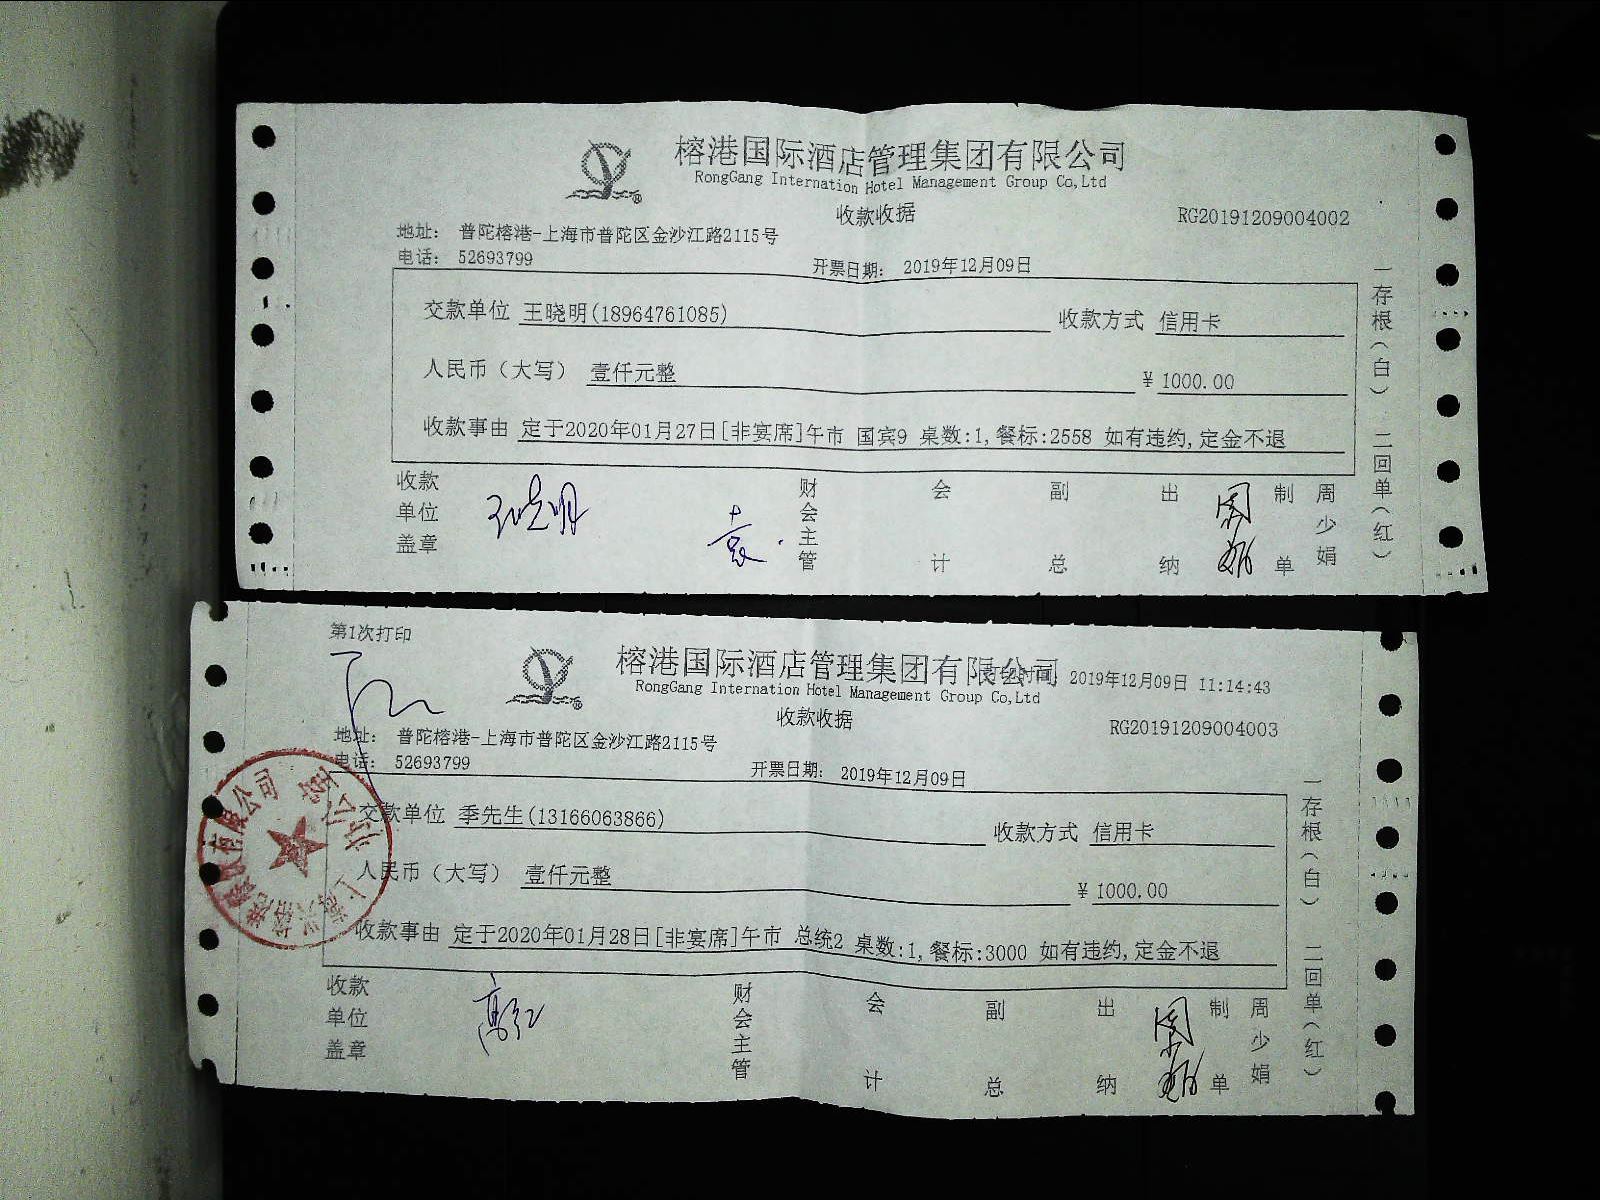 榕港国际酒店管理集团有限公司
RongGang Internation Hotel Management Group Co,Ltd
收款收据
RG20191209004002
地址： 普陀榕港-上海市普陀区金沙江路2115号
电话： 52693799
开票日期： 2019年12月09日
交款单位 王晓明(18964761085) 收款方式 信用卡
人民币（大写） 壹仟元整 ¥ 1000.00
收款事由 定于2020年01月27日[非宴席]午市 国宾9 桌数:1,餐标:2558 如有违约,定金不退
收款单位盖章 袁 财会主管 会计 副总 出纳 制单 周少娟
一存根（白） 二回单（红）
第1次打印
榕港国际酒店管理集团有限公司
2019年12月09日 11:14:43
RongGang Internation Hotel Management Group Co,Ltd
收款收据
RG20191209004003
地址： 普陀榕港-上海市普陀区金沙江路2115号
电话： 52693799
开票日期： 2019年12月09日
交款单位 季先生(13166063866) 收款方式 信用卡
人民币（大写） 壹仟元整 ¥ 1000.00
收款事由 定于2020年01月28日[非宴席]午市 总统2 桌数:1,餐标:3000 如有违约,定金不退
收款单位盖章 财会主管 会计 副总 出纳 制单 周少娟
一存根（白） 二回单（红）
有限公司